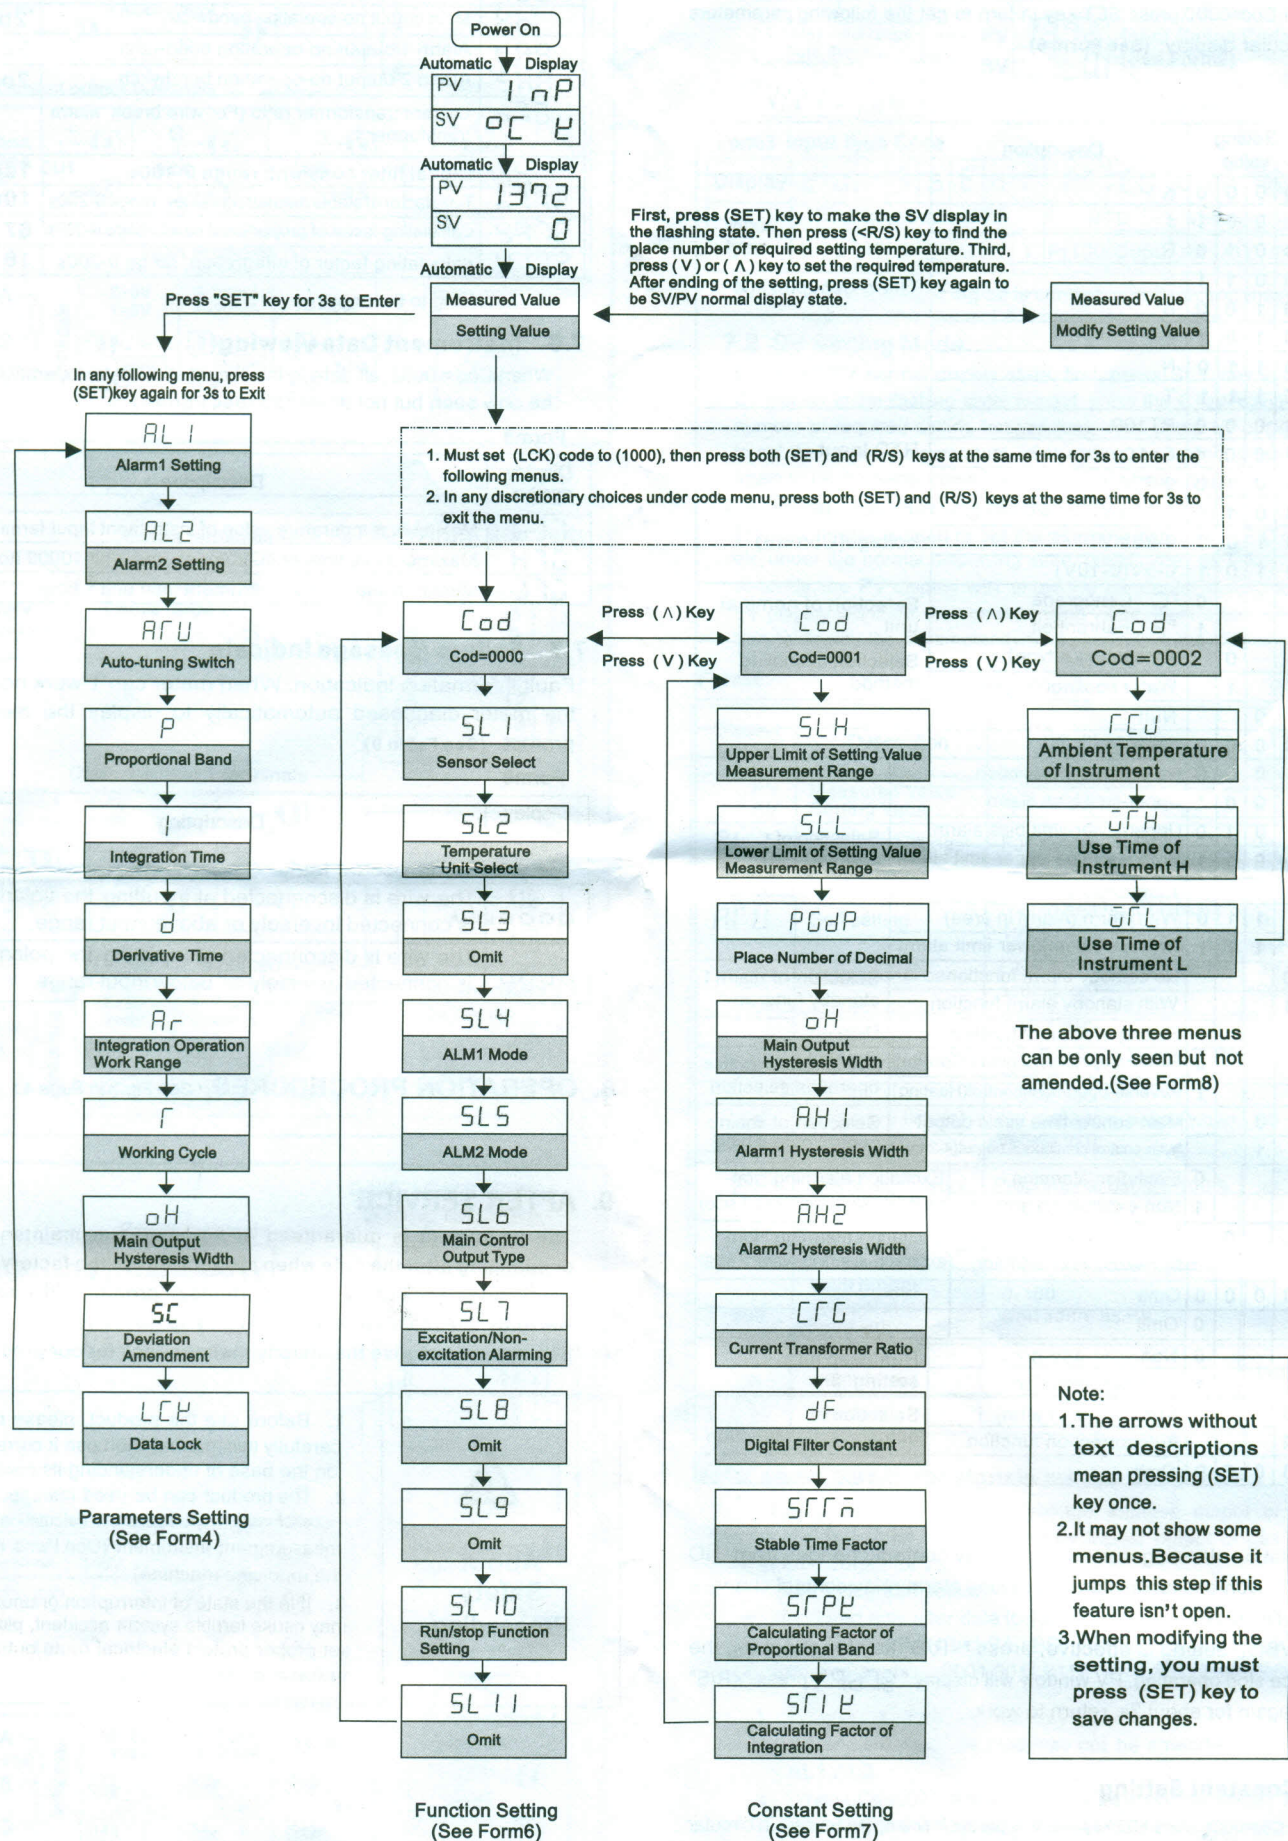 Power On
Automatic Display
PV InP
SV °C K
Automatic Display
PV 1372
SV 0
Automatic Display
Measured Value
Setting Value
Press "SET" key for 3s to Enter
First, press (SET) key to make the SV display in
the flashing state. Then press (<R/S) key to find the
place number of required setting temperature. Third,
press (∨) or (∧) key to set the required temperature.
After ending of the setting, press (SET) key again to
be SV/PV normal display state.
Measured Value
Modify Setting Value
In any following menu, press
(SET)key again for 3s to Exit
1. Must set (LCK) code to (1000), then press both (SET) and (R/S) keys at the same time for 3s to enter the
following menus.
2. In any discretionary choices under code menu, press both (SET) and (R/S) keys at the same time for 3s to
exit the menu.
AL1
Alarm1 Setting
AL2
Alarm2 Setting
ATU
Auto-tuning Switch
P
Proportional Band
I
Integration Time
d
Derivative Time
Ar
Integration Operation
Work Range
T
Working Cycle
oH
Main Output
Hysteresis Width
SC
Deviation
Amendment
LCK
Data Lock
Parameters Setting
(See Form4)
Cod
Cod=0000
SL1
Sensor Select
SL2
Temperature
Unit Select
SL3
Omit
SL4
ALM1 Mode
SL5
ALM2 Mode
SL6
Main Control
Output Type
SL7
Excitation/Non-
excitation Alarming
SL8
Omit
SL9
Omit
SL10
Run/stop Function
Setting
SL11
Omit
Function Setting
(See Form6)
Press (∧) Key
Press (∨) Key
Cod
Cod=0001
SLH
Upper Limit of Setting Value
Measurement Range
SLL
Lower Limit of Setting Value
Measurement Range
PGdP
Place Number of Decimal
oH
Main Output
Hysteresis Width
AH1
Alarm1 Hysteresis Width
AH2
Alarm2 Hysteresis Width
CTG
Current Transformer Ratio
dF
Digital Filter Constant
STTm
Stable Time Factor
STPK
Calculating Factor of
Proportional Band
STIK
Calculating Factor of
Integration
Constant Setting
(See Form7)
Press (∧) Key
Press (∨) Key
Cod
Cod=0002
TCd
Ambient Temperature
of Instrument
Use Time of
Instrument H
Use Time of
Instrument L
The above three menus
can be only seen but not
amended.(See Form8)
Note:
1.The arrows without
text descriptions
mean pressing (SET)
key once.
2.It may not show some
menus.Because it
jumps this step if this
feature isn't open.
3.When modifying the
setting, you must
press (SET) key to
save changes.